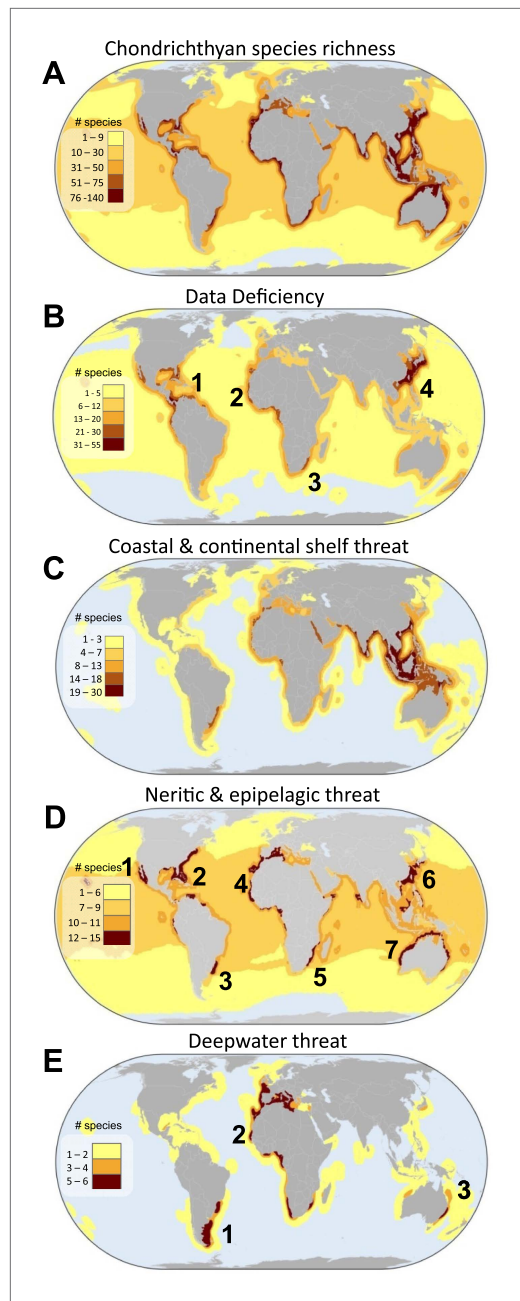 Chondrichthyan species richness
A
# species
1 – 9
10 – 30
31 – 50
51 – 75
76 -140
Data Deficiency
B
# species
1 - 5
6 – 12
13 – 20
21 - 30
31 – 55
1
2
3
4
Coastal & continental shelf threat
C
# species
1 - 3
4 – 7
8 – 13
14 – 18
19 – 30
Neritic & epipelagic threat
D
# species
1 – 6
7 – 9
10 – 11
12 – 15
1
2
3
4
5
6
7
Deepwater threat
E
# species
1 – 2
3 – 4
5 – 6
1
2
3